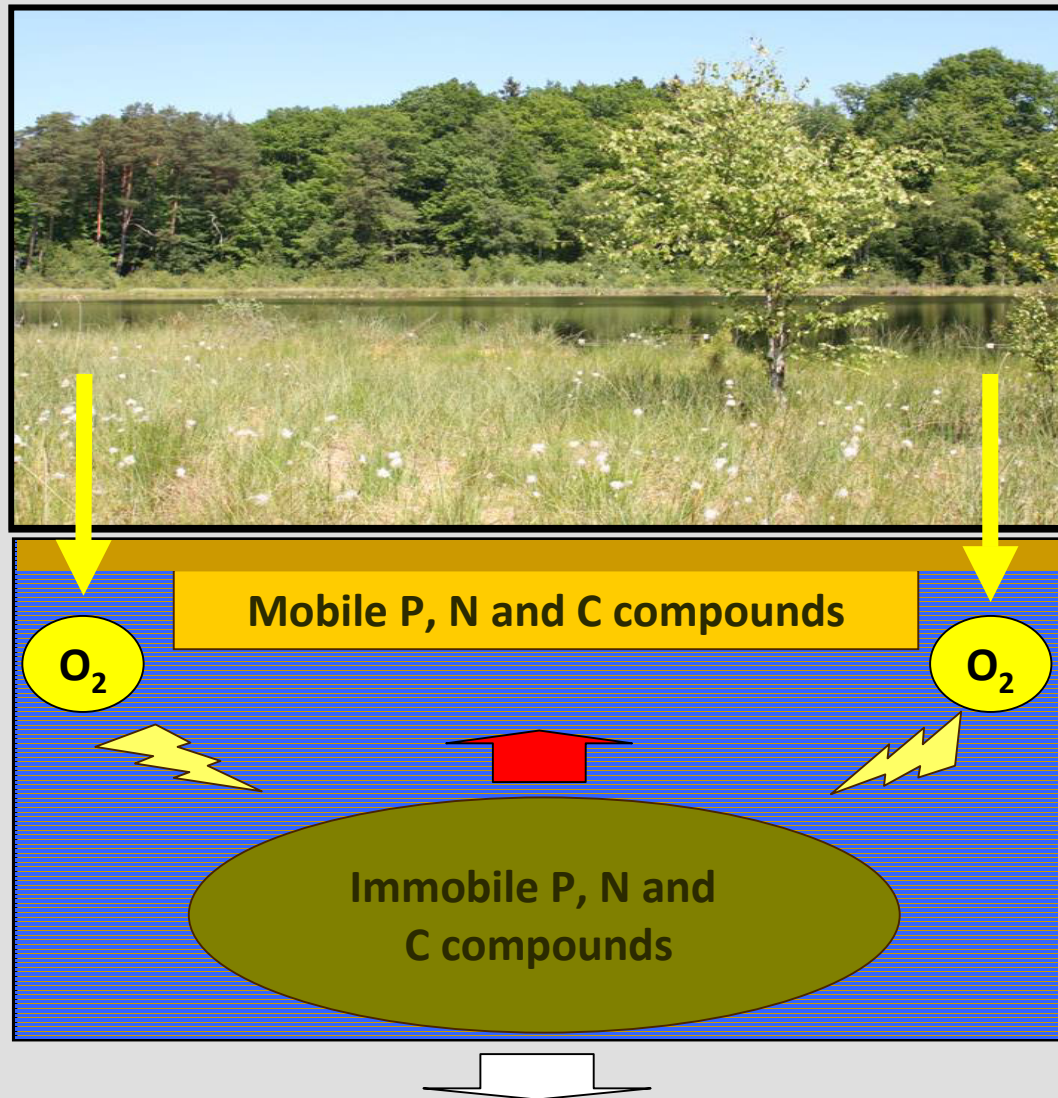 Mobile P, N and C compounds
O₂
O₂
Immobile P, N and
C compounds